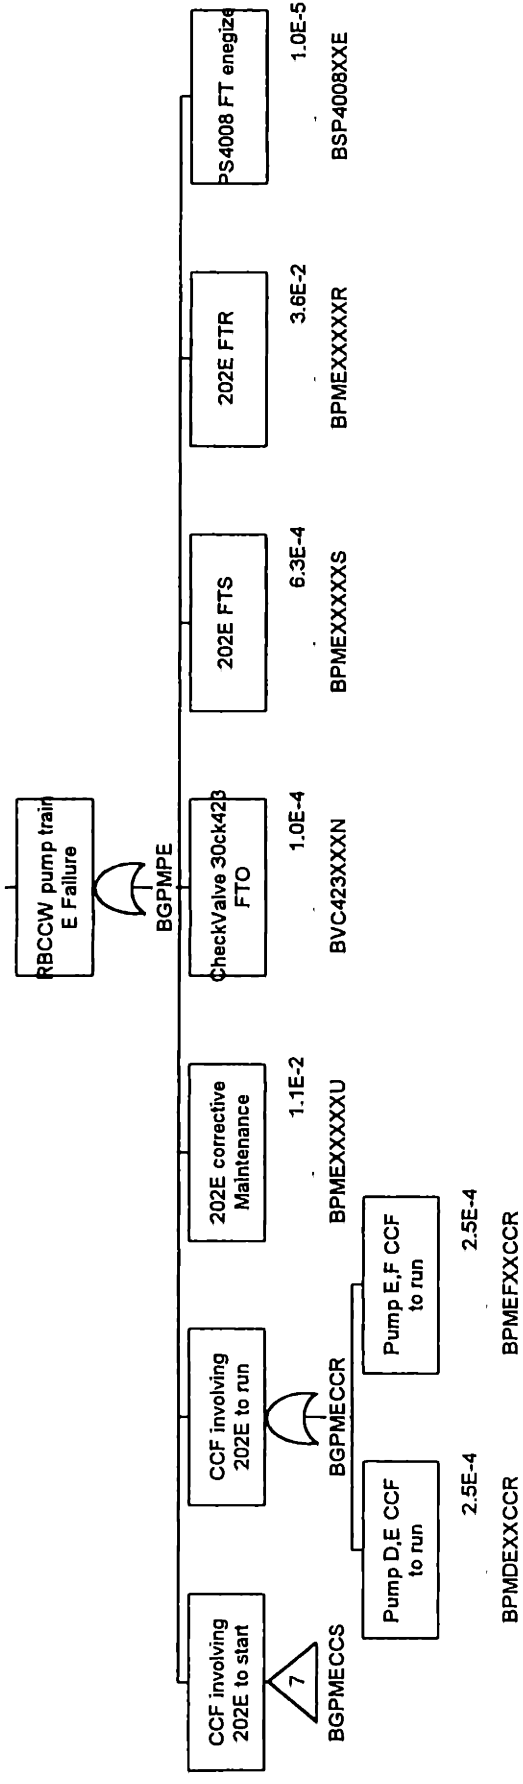 RBCCW pump train
E Failure
BGPMPE
CCF involving
202E to start
7
BGPMECCS
CCF involving
202E to run
BGPMECCR
202E corrective
Maintenance
1.1E-2
BPMEXXXXXU
CheckValve 30ck423
FTO
1.0E-4
BVC423XXXN
202E FTS
6.3E-4
BPMEXXXXXS
202E FTR
3.6E-2
BPMEXXXXXR
PS4008 FT enegize
1.0E-5
BSP4008XXE
Pump D,E CCF
to run
2.5E-4
BPMDEXXCCR
Pump E,F CCF
to run
2.5E-4
BPMEFXXCCR